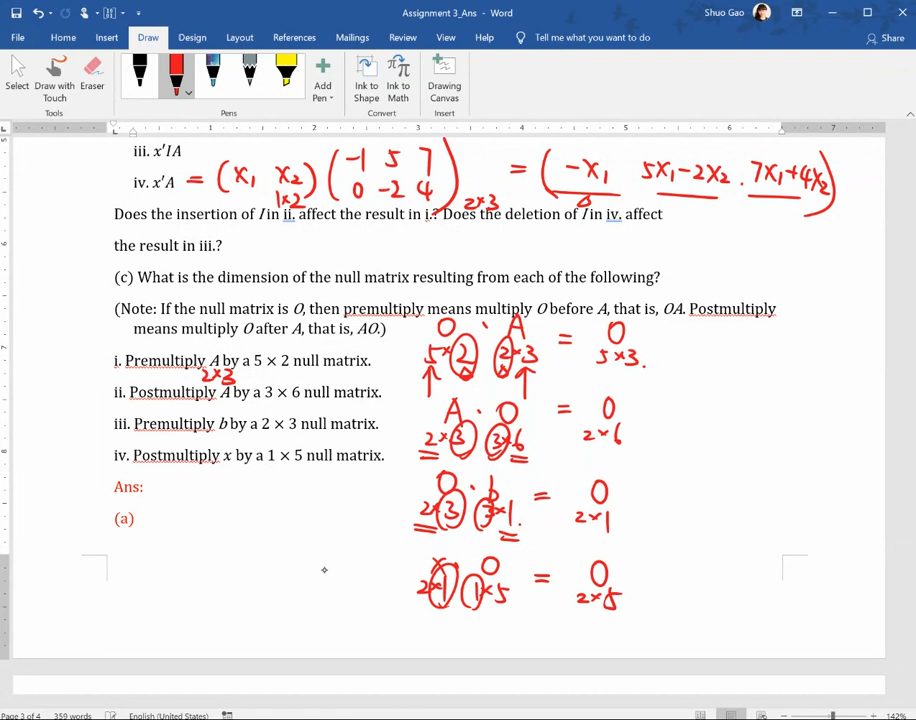 Assignment 3_Ans - Word
Shuo Gao
File Home Insert Draw Design Layout References Mailings Review View Help Tell me what you want to do Share
Select Draw with Touch Eraser Add Pen Ink to Shape Ink to Math Drawing Canvas
Tools Pens Convert Insert
1 2 3 4 5 6 7
iii. x′IA
iv. x′A = (x₁ x₂) (-1 5 7
0 -2 4) = (-x₁ 5x₁-2x₂ . 7x₁+4x₂)
1×2 2×3
Does the insertion of I in ii. affect the result in i.? Does the deletion of I in iv. affect
the result in iii.?
(c) What is the dimension of the null matrix resulting from each of the following?
(Note: If the null matrix is O, then premultiply means multiply O before A, that is, OA. Postmultiply
means multiply O after A, that is, AO.)
O · A = O
5×2 2×3 5×3.
i. Premultiply A by a 5 × 2 null matrix.
2×3
ii. Postmultiply A by a 3 × 6 null matrix.
A · O = O
2×3 3×6 2×6
iii. Premultiply b by a 2 × 3 null matrix.
iv. Postmultiply x by a 1 × 5 null matrix.
Ans:
O · b = O
2×3 3×1. 2×1
(a)
x O = O
2×1 1×5 2×5
Page 3 of 4 359 words English (United States) 142%